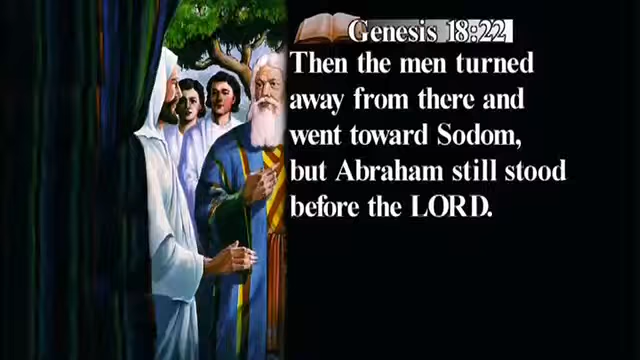 Genesis 18:22
Then the men turned
away from there and
went toward Sodom,
but Abraham still stood
before the LORD.